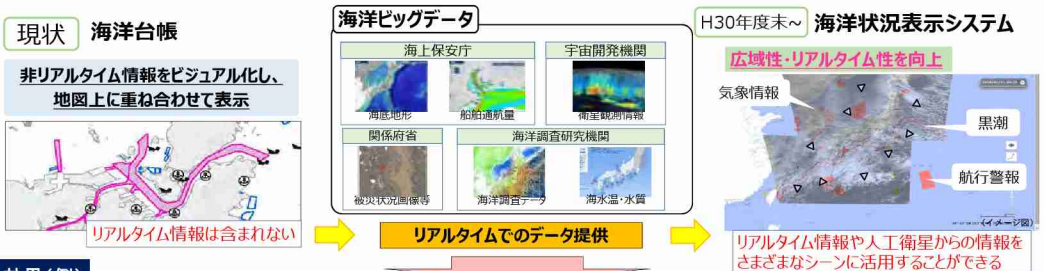 現状 海洋台帳
非リアルタイム情報をビジュアル化し、
地図上に重ね合わせて表示
リアルタイム情報は含まれない
海洋ビッグデータ
海上保安庁
海底地形 船舶通航量
宇宙開発機関
衛星観測情報
関係府省
被災状況画像等
海洋調査研究機関
海洋調査データ 海水温・水質
リアルタイムでのデータ提供
H30年度末~ 海洋状況表示システム
広域性・リアルタイム性を向上
気象情報
黒潮
航行警報
(イメージ図)
リアルタイム情報や人工衛星からの情報を
さまざまなシーンに活用することができる